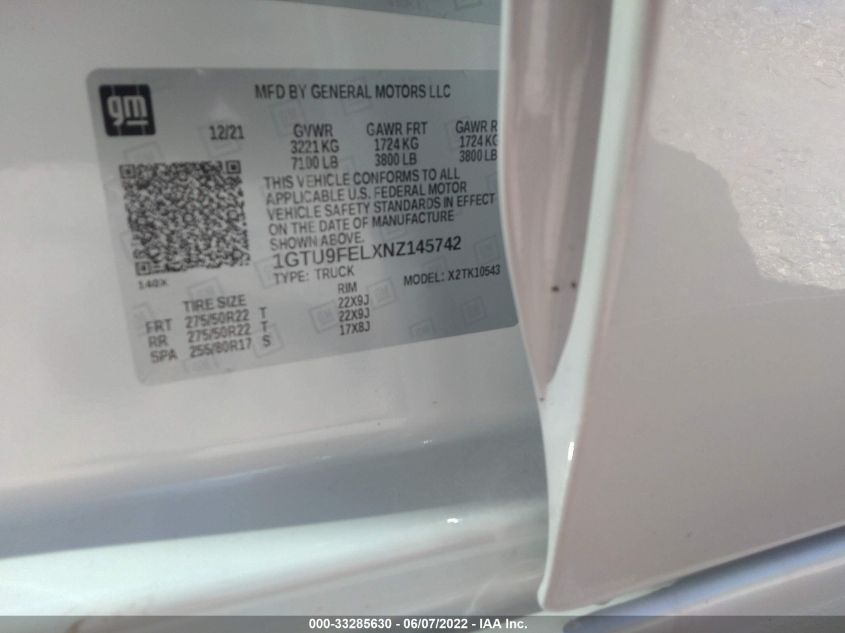 gm
MFD BY GENERAL MOTORS LLC
12/21 GVWR GAWR FRT GAWR R
3221 KG 1724 KG 1724 KG
7100 LB 3800 LB 3800 LB
THIS VEHICLE CONFORMS TO ALL
APPLICABLE U.S. FEDERAL MOTOR
VEHICLE SAFETY STANDARDS IN EFFECT
ON THE DATE OF MANUFACTURE
SHOWN ABOVE.
1GTU9FELXNZ145742
TYPE: TRUCK MODEL: X2TK10543
TIRE SIZE RIM
FRT 275/50R22 T 22X9J
RR 275/50R22 T 22X9J
SPA 255/80R17 S 17X8J
000-33285630 - 06/07/2022 - IAA Inc.